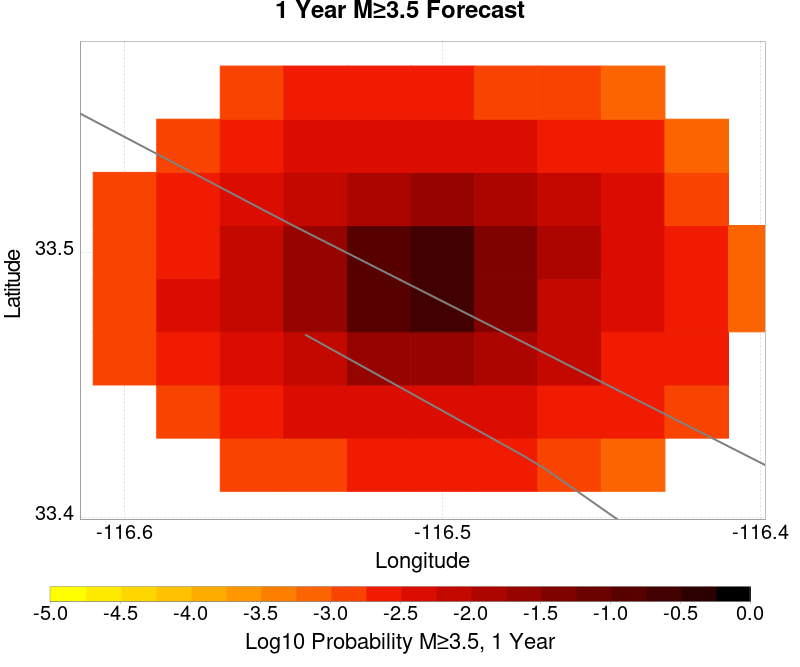 1 Year M≥3.5 Forecast
Latitude
33.5
33.4
-116.6 -116.5 -116.4
Longitude
-5.0 -4.5 -4.0 -3.5 -3.0 -2.5 -2.0 -1.5 -1.0 -0.5 0.0
Log10 Probability M≥3.5, 1 Year